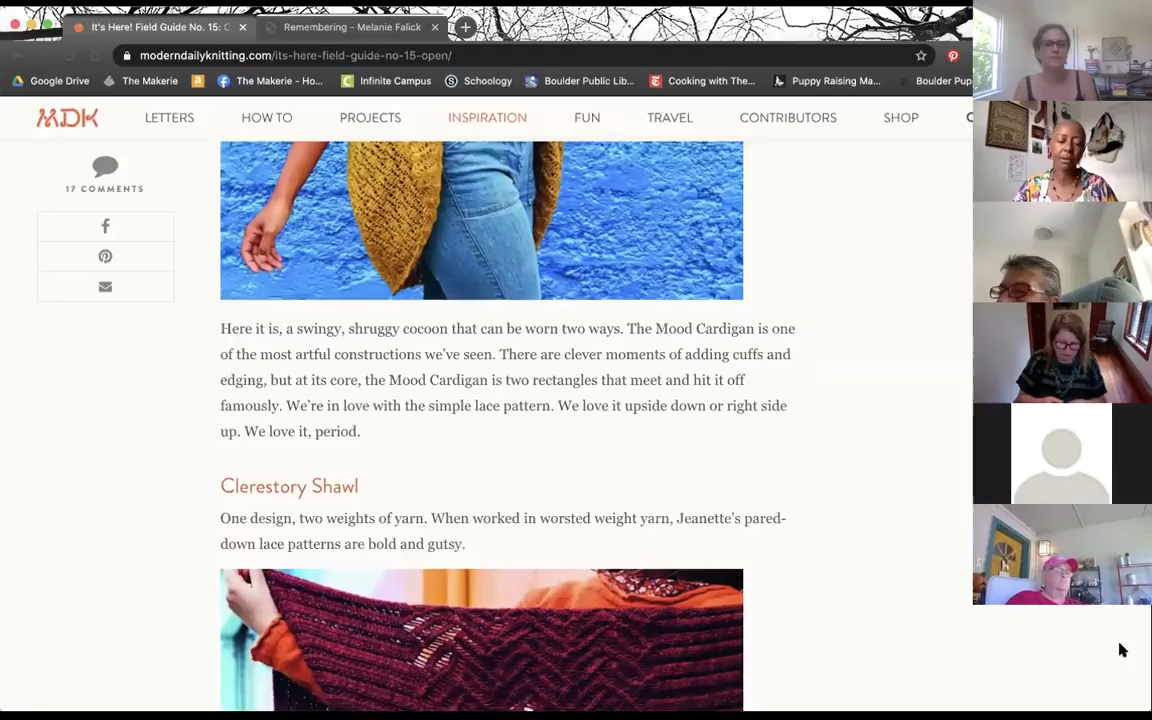 It's Here! Field Guide No. 15: C
Remembering – Melanie Falick
moderndailyknitting.com/its-here-field-guide-no-15-open/
Google Drive
The Makerie
The Makerie - Ho...
Infinite Campus
Schoology
Boulder Public Lib...
Cooking with The...
Puppy Raising Ma...
Boulder Pup
MDK
LETTERS
HOW TO
PROJECTS
INSPIRATION
FUN
TRAVEL
CONTRIBUTORS
SHOP
17 COMMENTS
Here it is, a swingy, shruggy cocoon that can be worn two ways. The Mood Cardigan is one
of the most artful constructions we've seen. There are clever moments of adding cuffs and
edging, but at its core, the Mood Cardigan is two rectangles that meet and hit it off
famously. We're in love with the simple lace pattern. We love it upside down or right side
up. We love it, period.
Clerestory Shawl
One design, two weights of yarn. When worked in worsted weight yarn, Jeanette's pared-
down lace patterns are bold and gutsy.